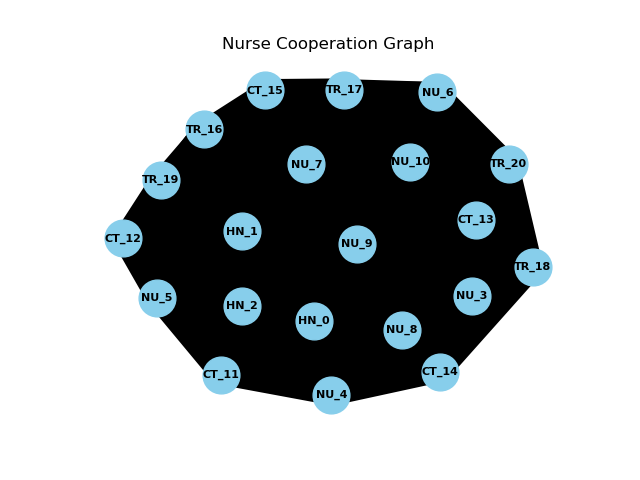 Nurse Cooperation Graph
CT_15
TR_17
NU_6
TR_16
NU_7
NU_10
TR_20
TR_19
CT_13
HN_1
CT_12
NU_9
TR_18
NU_5
NU_3
HN_2
HN_0
NU_8
CT_11
CT_14
NU_4